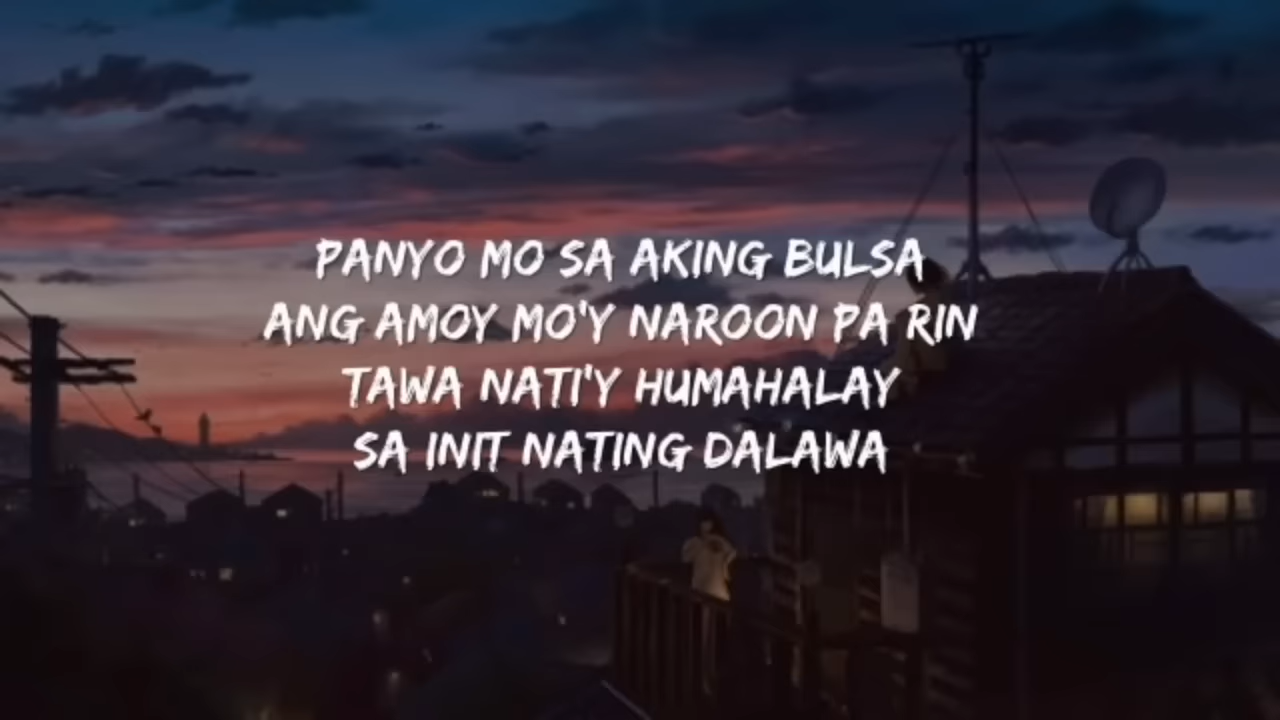 PANYO MO SA AKING BULSA
ANG AMOY MO'Y NAROON PA RIN
TAWA NATI'Y HUMAHALAY
SA INIT NATING DALAWA